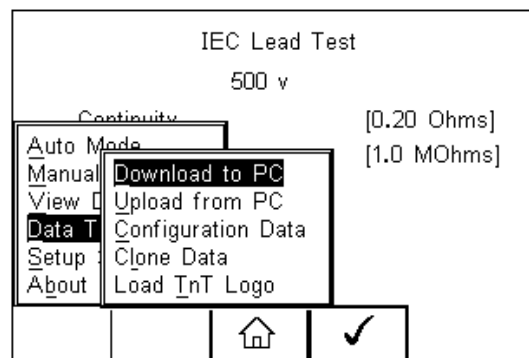 IEC Lead Test
500 v
Continuity [0.20 Ohms]
[1.0 MOhms]
Auto Mode
Manual
View
Data T
Setup
About
Download to PC
Upload from PC
Configuration Data
Clone Data
Load TnT Logo